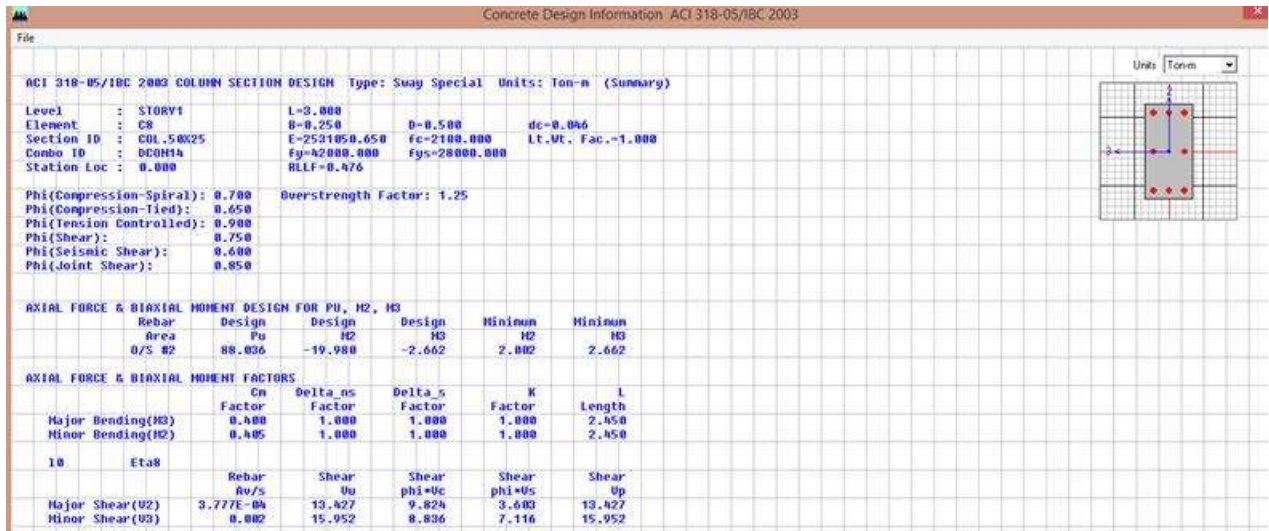 Concrete Design Information ACI 318-05/IBC 2003
File
Units Ton-m
ACI 318-05/IBC 2003 COLUMN SECTION DESIGN Type: Sway Special Units: Ton-m (Summary)
Level : STORY1 L=3.000
Element : C8 B=0.250 D=0.500 dc=0.046
Section ID : COL.50X25 E=2531050.650 fc=2100.000 Lt.Wt. Fac.=1.000
Combo ID : DCOM14 fy=42000.000 fys=28000.000
Station Loc : 0.000 RLLF=0.476
Phi(Compression-Spiral): 0.700 Overstrength Factor: 1.25
Phi(Compression-Tied): 0.650
Phi(Tension Controlled): 0.900
Phi(Shear): 0.750
Phi(Seismic Shear): 0.600
Phi(Joint Shear): 0.850
2
3
AXIAL FORCE & BIAXIAL MOMENT DESIGN FOR PU, M2, M3
Rebar Design Design Design Minimum Minimum
Area Pu M2 M3 M2 M3
O/S #2 88.036 -19.980 -2.662 2.002 2.662
AXIAL FORCE & BIAXIAL MOMENT FACTORS
Cm Delta_ns Delta_s K L
Factor Factor Factor Factor Length
Major Bending(M3) 0.400 1.000 1.000 1.000 2.450
Minor Bending(M2) 0.405 1.000 1.000 1.000 2.450
10 Eta8
Rebar Shear Shear Shear Shear
Av/s Vu phi*Vc phi*Vs Vp
Major Shear(V2) 3.777E-04 13.427 9.824 3.603 13.427
Minor Shear(V3) 0.002 15.952 8.836 7.116 15.952